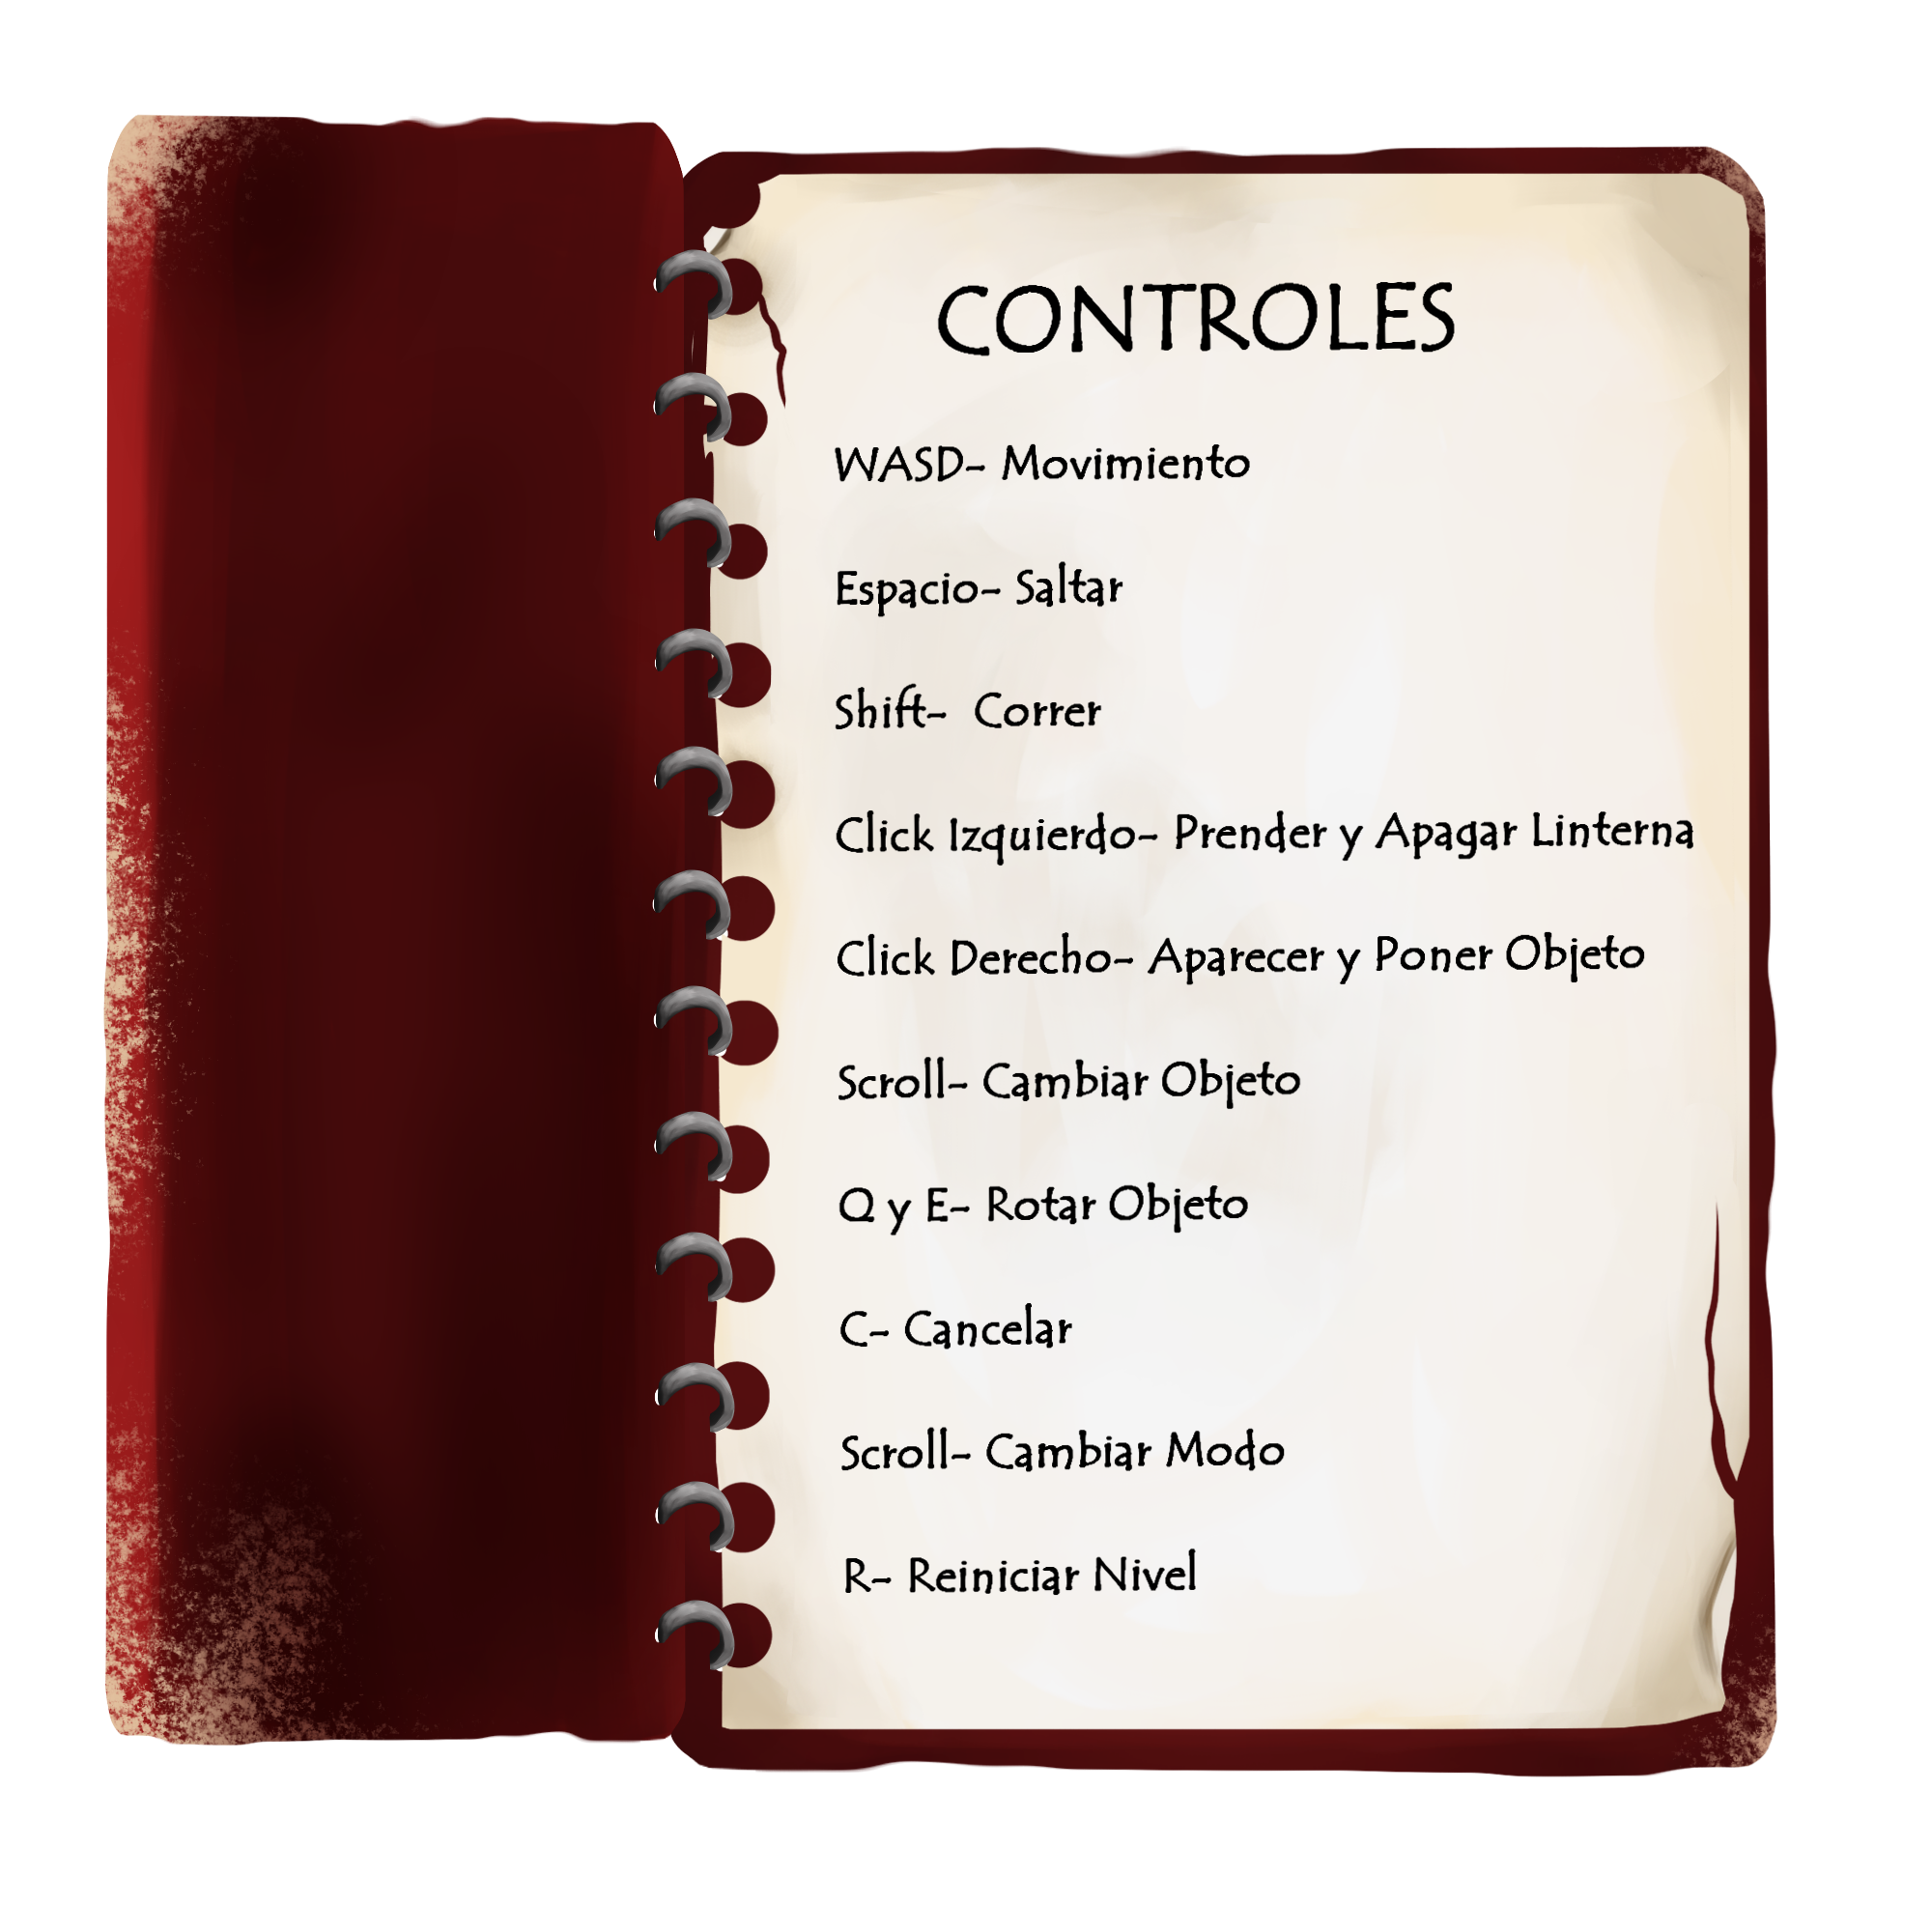 CONTROLES
WASD- Movimiento
Espacio- Saltar
Shift- Correr
Click Izquierdo- Prender y Apagar Linterna
Click Derecho- Aparecer y Poner Objeto
Scroll- Cambiar Objeto
Q y E- Rotar Objeto
C- Cancelar
Scroll- Cambiar Modo
R- Reiniciar Nivel